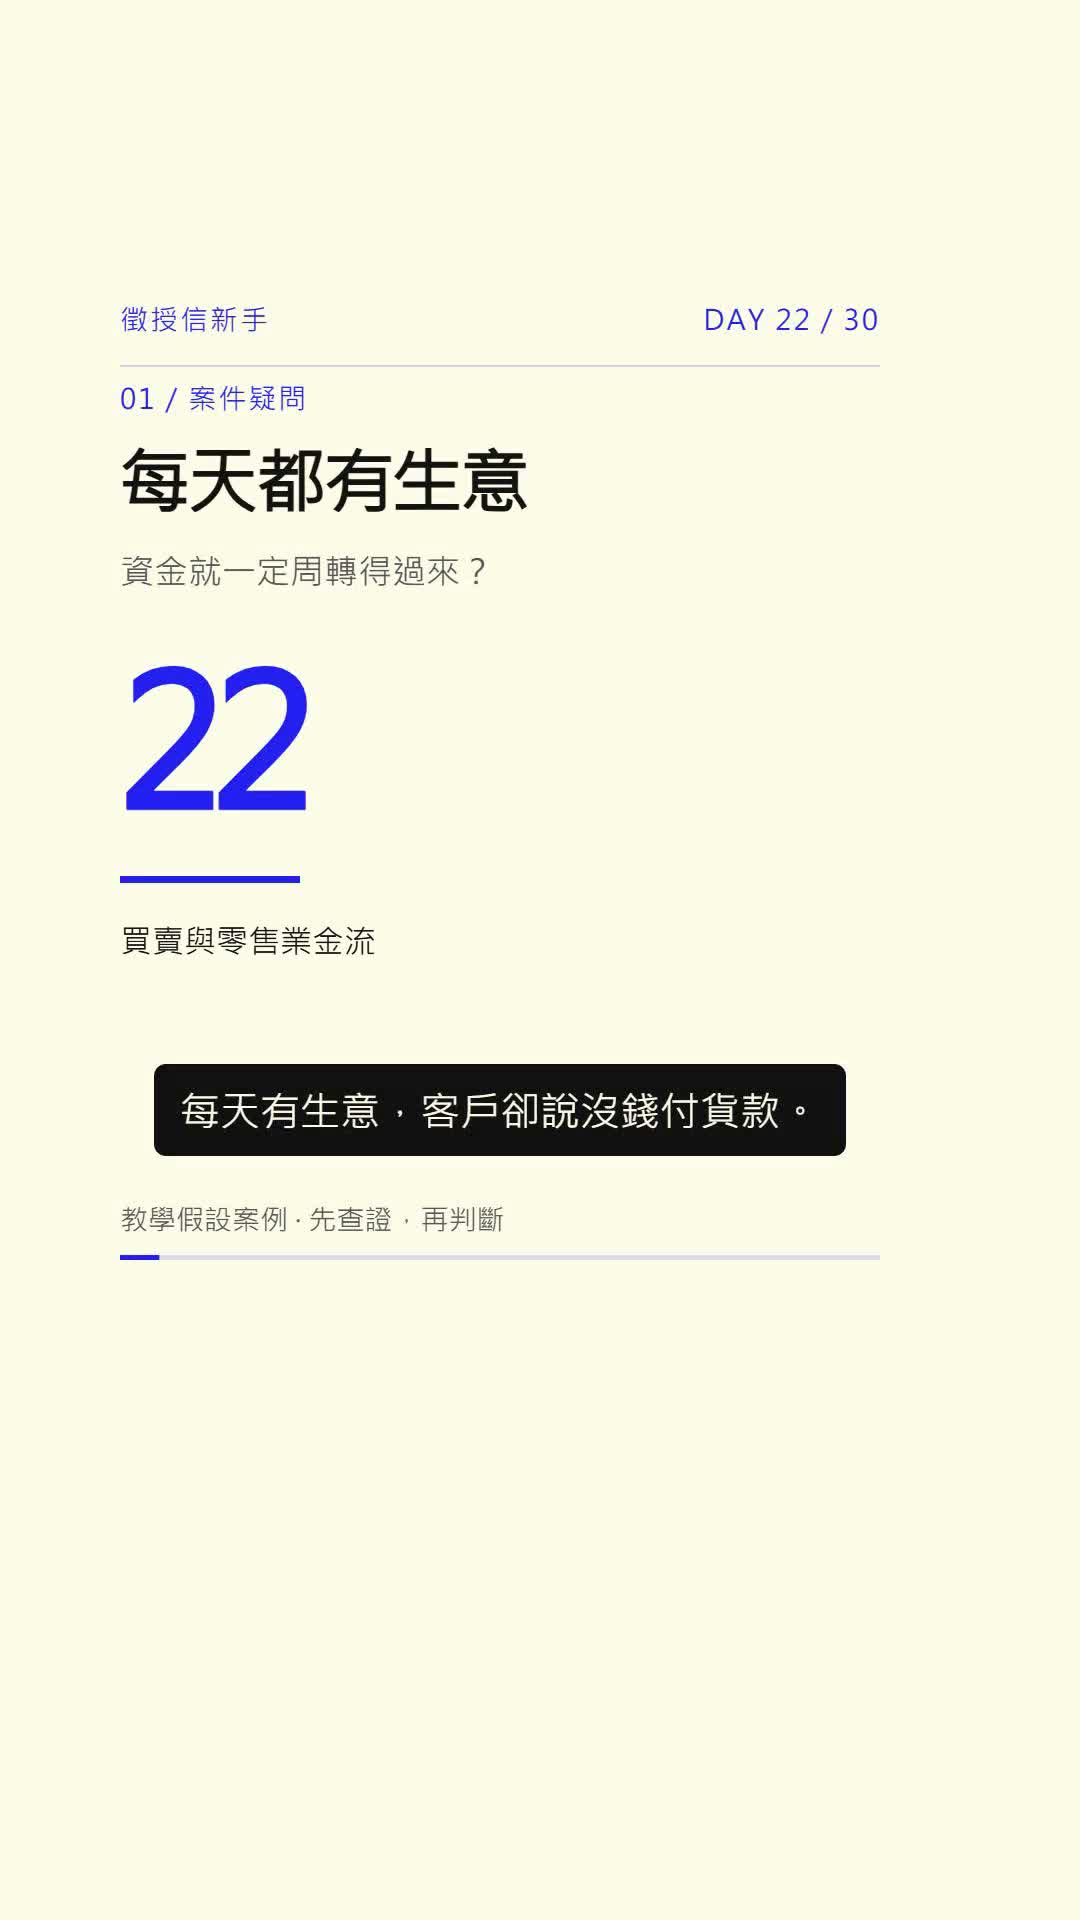 徵授信新手
DAY 22 / 30
01 / 案件疑問
每天都有生意
資金就一定周轉得過來？
22
買賣與零售業金流
每天有生意，客戶卻說沒錢付貨款。
教學假設案例 · 先查證，再判斷